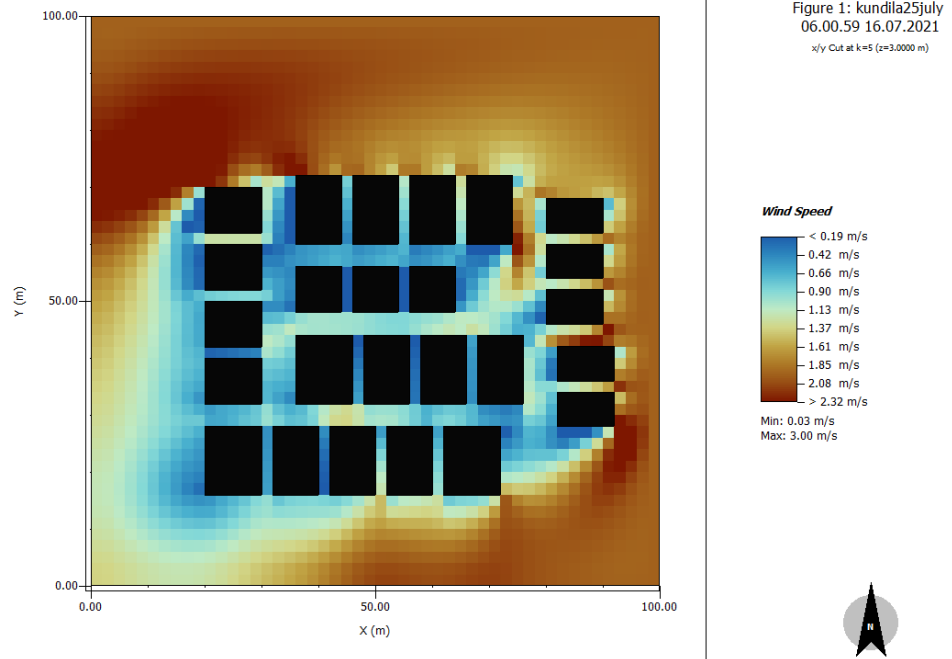 Figure 1: kundila25july
06.00.59 16.07.2021
x/y Cut at k=5 (z=3.0000 m)
100.00
50.00
0.00
Y (m)
0.00 50.00 100.00
X (m)
Wind Speed
< 0.19 m/s
0.42 m/s
0.66 m/s
0.90 m/s
1.13 m/s
1.37 m/s
1.61 m/s
1.85 m/s
2.08 m/s
> 2.32 m/s
Min: 0.03 m/s
Max: 3.00 m/s
N